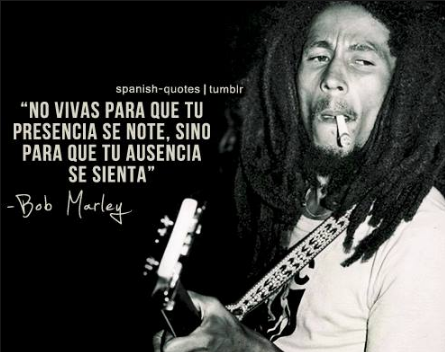 spanish-quotes | tumblr
“NO VIVAS PARA QUE TU
PRESENCIA SE NOTE, SINO
PARA QUE TU AUSENCIA
SE SIENTA”
-Bob Marley